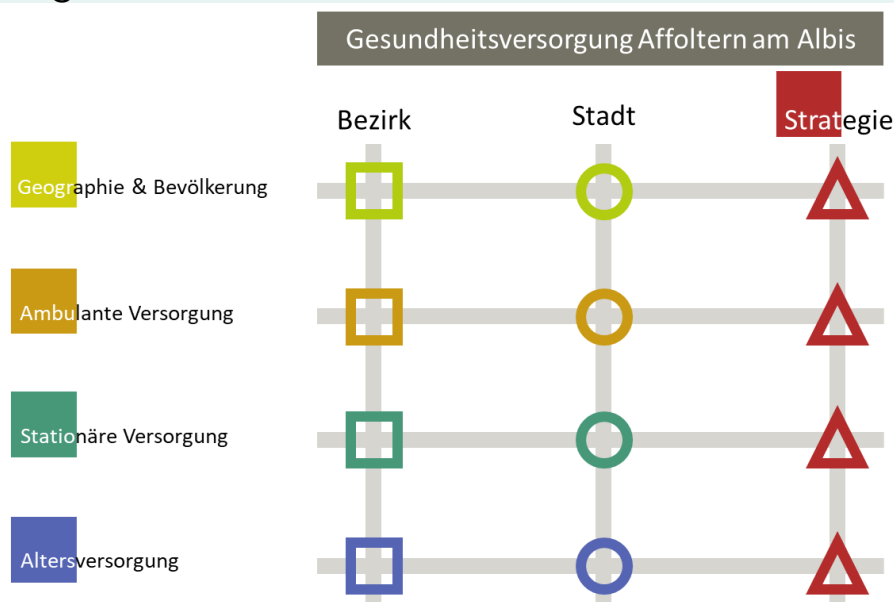 Gesundheitsversorgung Affoltern am Albis
Bezirk
Stadt
Strategie
Geographie & Bevölkerung
Ambulante Versorgung
Stationäre Versorgung
Altersversorgung